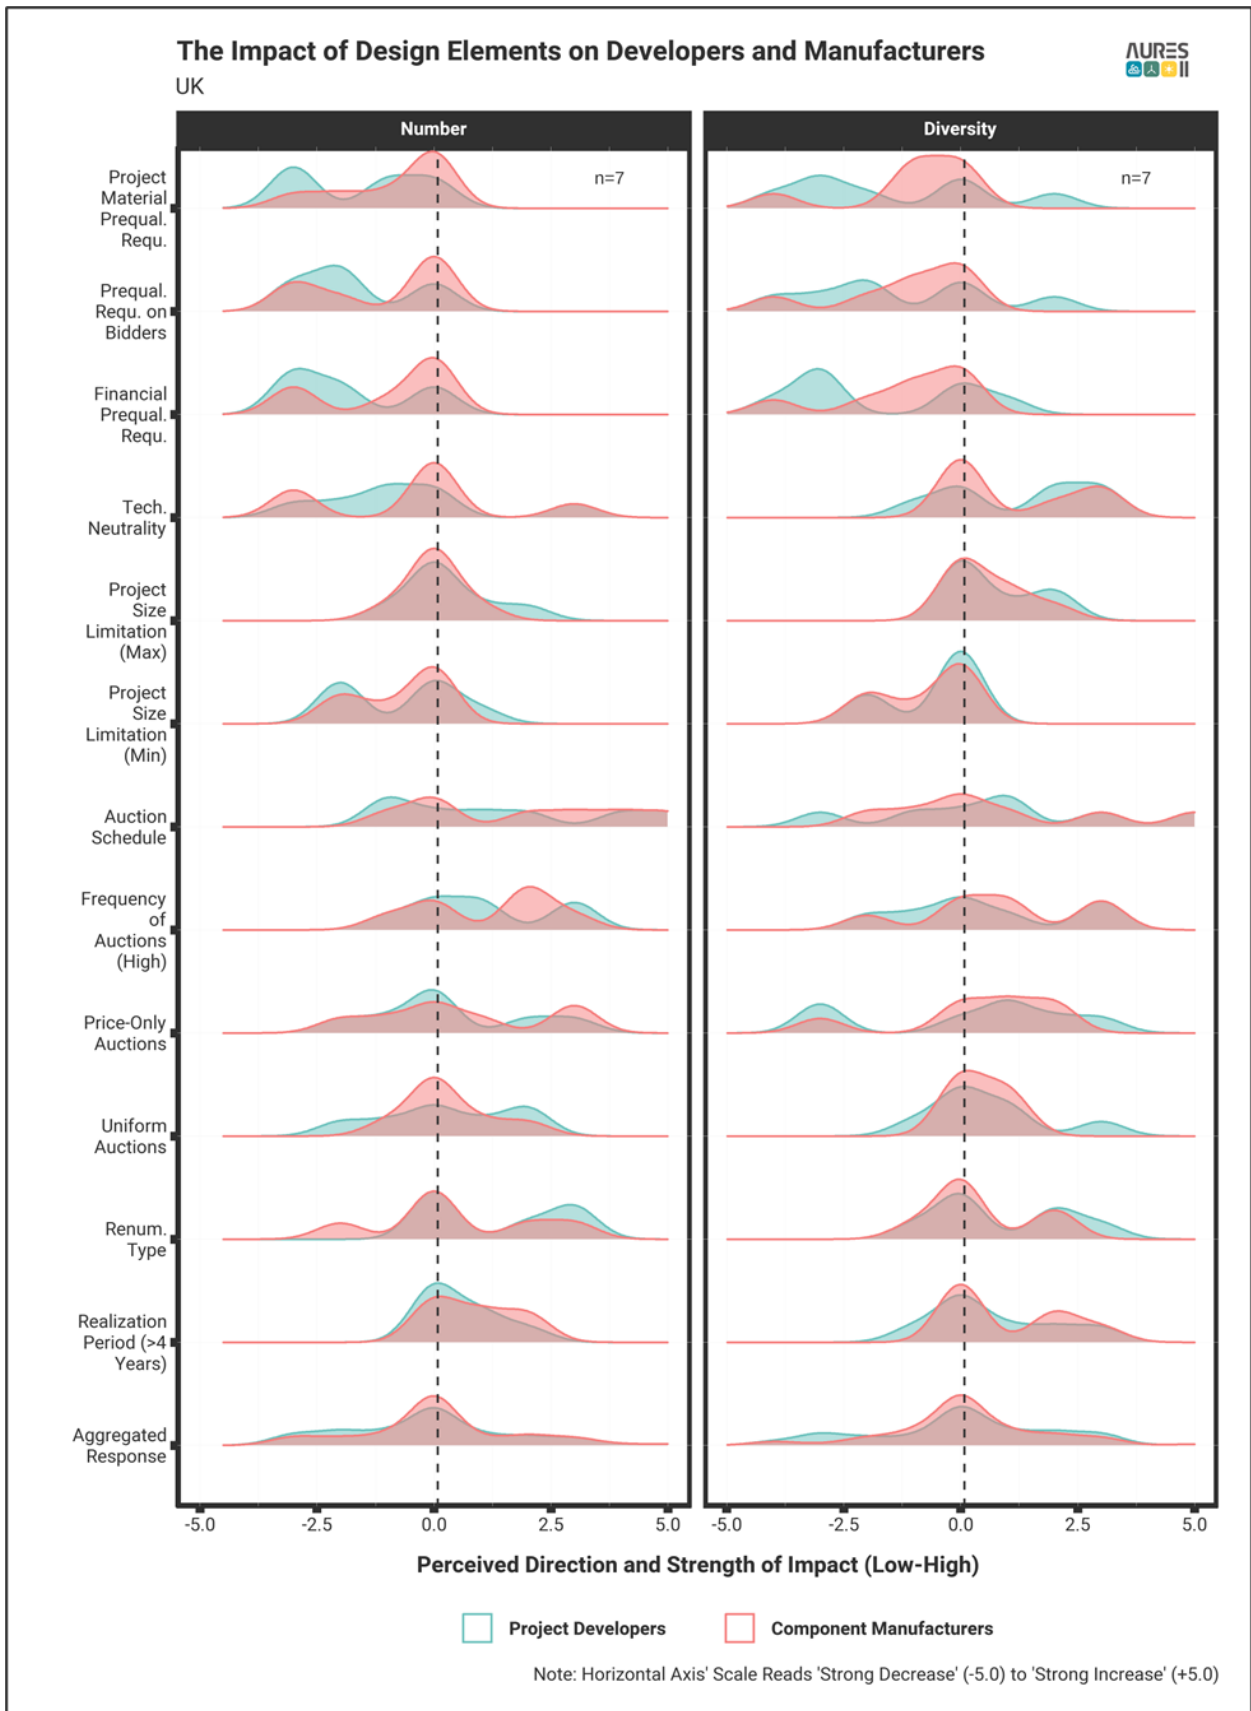 The Impact of Design Elements on Developers and Manufacturers
AURES
II
UK
Number
Diversity
n=7
n=7
Project
Material
Prequal.
Requ.
Prequal.
Requ. on
Bidders
Financial
Prequal.
Requ.
Tech.
Neutrality
Project
Size
Limitation
(Max)
Project
Size
Limitation
(Min)
Auction
Schedule
Frequency
of
Auctions
(High)
Price-Only
Auctions
Uniform
Auctions
Renum.
Type
Realization
Period (>4
Years)
Aggregated
Response
-5.0 -2.5 0.0 2.5 5.0
-5.0 -2.5 0.0 2.5 5.0
Perceived Direction and Strength of Impact (Low-High)
Project Developers
Component Manufacturers
Note: Horizontal Axis' Scale Reads 'Strong Decrease' (-5.0) to 'Strong Increase' (+5.0)